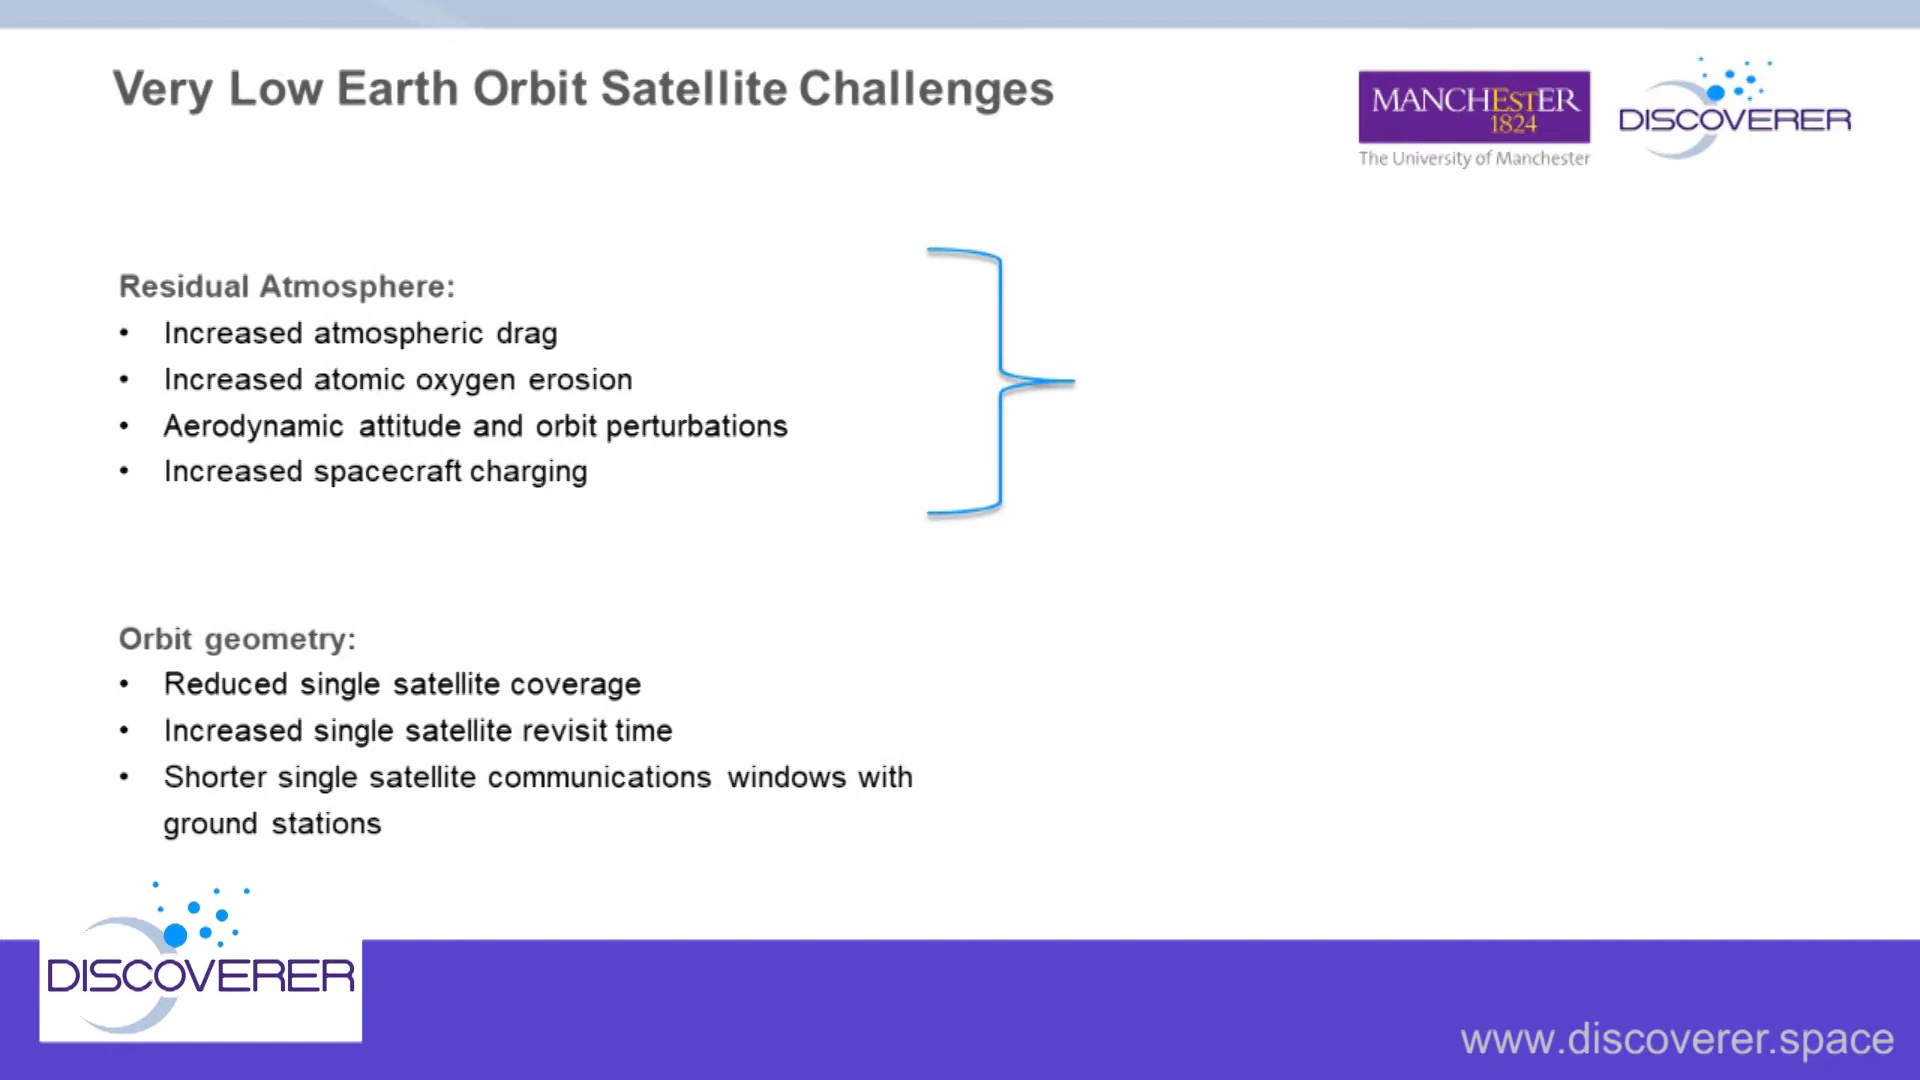 Very Low Earth Orbit Satellite Challenges
MANCHESTER
1824
The University of Manchester
DISCOVERER
Residual Atmosphere:
• Increased atmospheric drag
• Increased atomic oxygen erosion
• Aerodynamic attitude and orbit perturbations
• Increased spacecraft charging
Orbit geometry:
• Reduced single satellite coverage
• Increased single satellite revisit time
• Shorter single satellite communications windows with
ground stations
DISCOVERER
www.discoverer.space